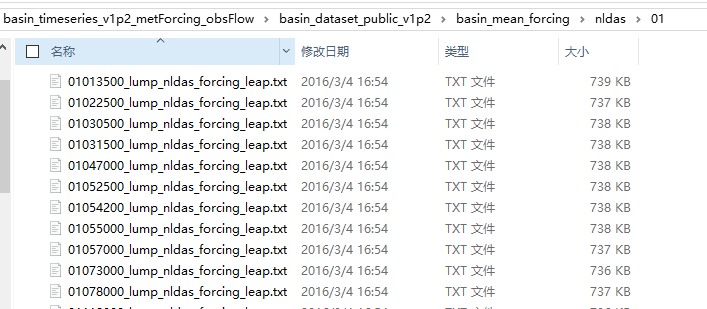 basin_timeseries_v1p2_metForcing_obsFlow > basin_dataset_public_v1p2 > basin_mean_forcing > nldas > 01
名称 修改日期 类型 大小
01013500_lump_nldas_forcing_leap.txt 2016/3/4 16:54 TXT 文件 739 KB
01022500_lump_nldas_forcing_leap.txt 2016/3/4 16:54 TXT 文件 737 KB
01030500_lump_nldas_forcing_leap.txt 2016/3/4 16:54 TXT 文件 738 KB
01031500_lump_nldas_forcing_leap.txt 2016/3/4 16:54 TXT 文件 738 KB
01047000_lump_nldas_forcing_leap.txt 2016/3/4 16:54 TXT 文件 738 KB
01052500_lump_nldas_forcing_leap.txt 2016/3/4 16:54 TXT 文件 738 KB
01054200_lump_nldas_forcing_leap.txt 2016/3/4 16:54 TXT 文件 738 KB
01055000_lump_nldas_forcing_leap.txt 2016/3/4 16:54 TXT 文件 738 KB
01057000_lump_nldas_forcing_leap.txt 2016/3/4 16:54 TXT 文件 737 KB
01073000_lump_nldas_forcing_leap.txt 2016/3/4 16:54 TXT 文件 736 KB
01078000_lump_nldas_forcing_leap.txt 2016/3/4 16:54 TXT 文件 737 KB